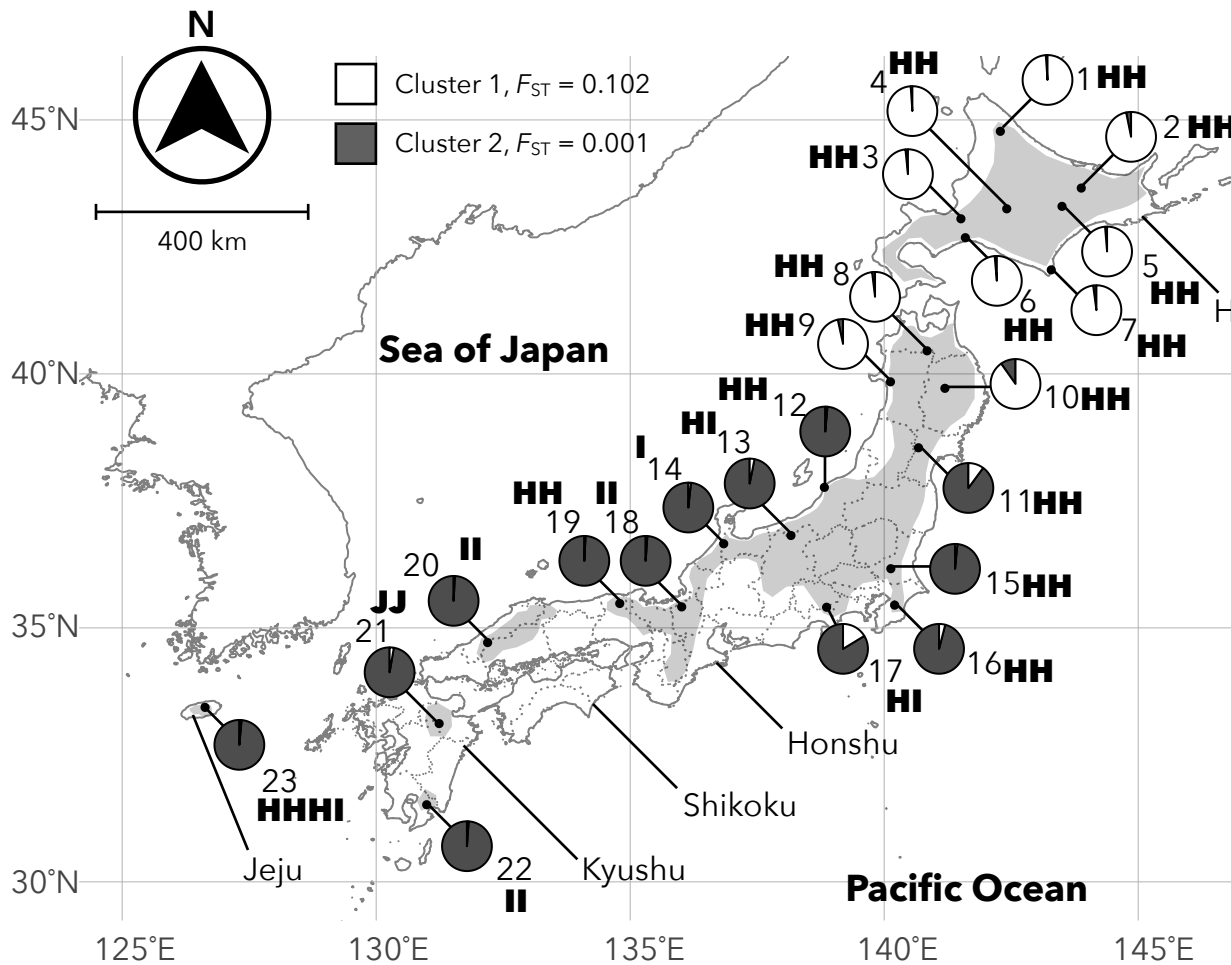 N
Cluster 1, FST = 0.102
Cluster 2, FST = 0.001
400 km
45°N
40°N
35°N
30°N
125°E
130°E
135°E
140°E
145°E
Sea of Japan
Pacific Ocean
4 HH
1 HH
2 HH
HH 3
5 HH
6 HH
7 HH
H
HH 8
HH 9
10 HH
HH 12
HI 13
I 14
11 HH
HH 19
II 18
15 HH
20 II
JJ 21
16 HH
17 HI
23 HHHI
22 II
Honshu
Shikoku
Kyushu
Jeju